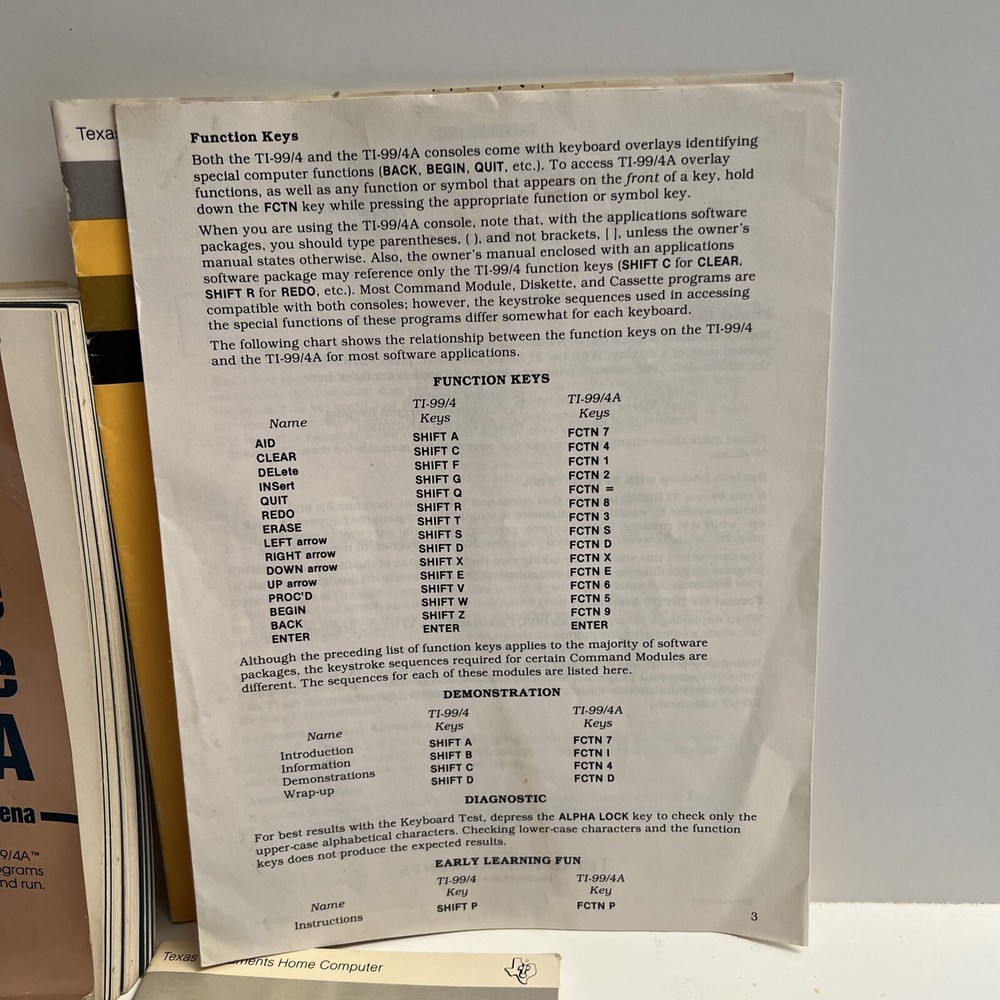 Texas
Function Keys
Both the TI-99/4 and the TI-99/4A consoles come with keyboard overlays identifying
special computer functions (BACK, BEGIN, QUIT, etc.). To access TI-99/4A overlay
functions, as well as any function or symbol that appears on the front of a key, hold
down the FCTN key while pressing the appropriate function or symbol key.
When you are using the TI-99/4A console, note that, with the applications software
packages, you should type parentheses, ( ), and not brackets, [ ], unless the owner's
manual states otherwise. Also, the owner's manual enclosed with an applications
software package may reference only the TI-99/4 function keys (SHIFT C for CLEAR,
SHIFT R for REDO, etc.). Most Command Module, Diskette, and Cassette programs are
compatible with both consoles; however, the keystroke sequences used in accessing
the special functions of these programs differ somewhat for each keyboard.
The following chart shows the relationship between the function keys on the TI-99/4
and the TI-99/4A for most software applications.
FUNCTION KEYS
TI-99/4 TI-99/4A
Name Keys Keys
AID SHIFT A FCTN 7
CLEAR SHIFT C FCTN 4
DELete SHIFT F FCTN 1
INSert SHIFT G FCTN 2
QUIT SHIFT Q FCTN =
REDO SHIFT R FCTN 8
ERASE SHIFT T FCTN 3
LEFT arrow SHIFT S FCTN S
RIGHT arrow SHIFT D FCTN D
DOWN arrow SHIFT X FCTN X
UP arrow SHIFT E FCTN E
PROC'D SHIFT V FCTN 6
BEGIN SHIFT W FCTN 5
BACK SHIFT Z FCTN 9
ENTER ENTER ENTER
Although the preceding list of function keys applies to the majority of software
packages, the keystroke sequences required for certain Command Modules are
different. The sequences for each of these modules are listed here.
DEMONSTRATION
TI-99/4 TI-99/4A
Name Keys Keys
Introduction SHIFT A FCTN 7
Information SHIFT B FCTN I
Demonstrations SHIFT C FCTN 4
Wrap-up SHIFT D FCTN D
DIAGNOSTIC
For best results with the Keyboard Test, depress the ALPHA LOCK key to check only the
upper-case alphabetical characters. Checking lower-case characters and the function
keys does not produce the expected results.
EARLY LEARNING FUN
TI-99/4 TI-99/4A
Name Key Key
Instructions SHIFT P FCTN P
3
e
A
ena
9/4A™
ograms
nd run.
Texas ments Home Computer